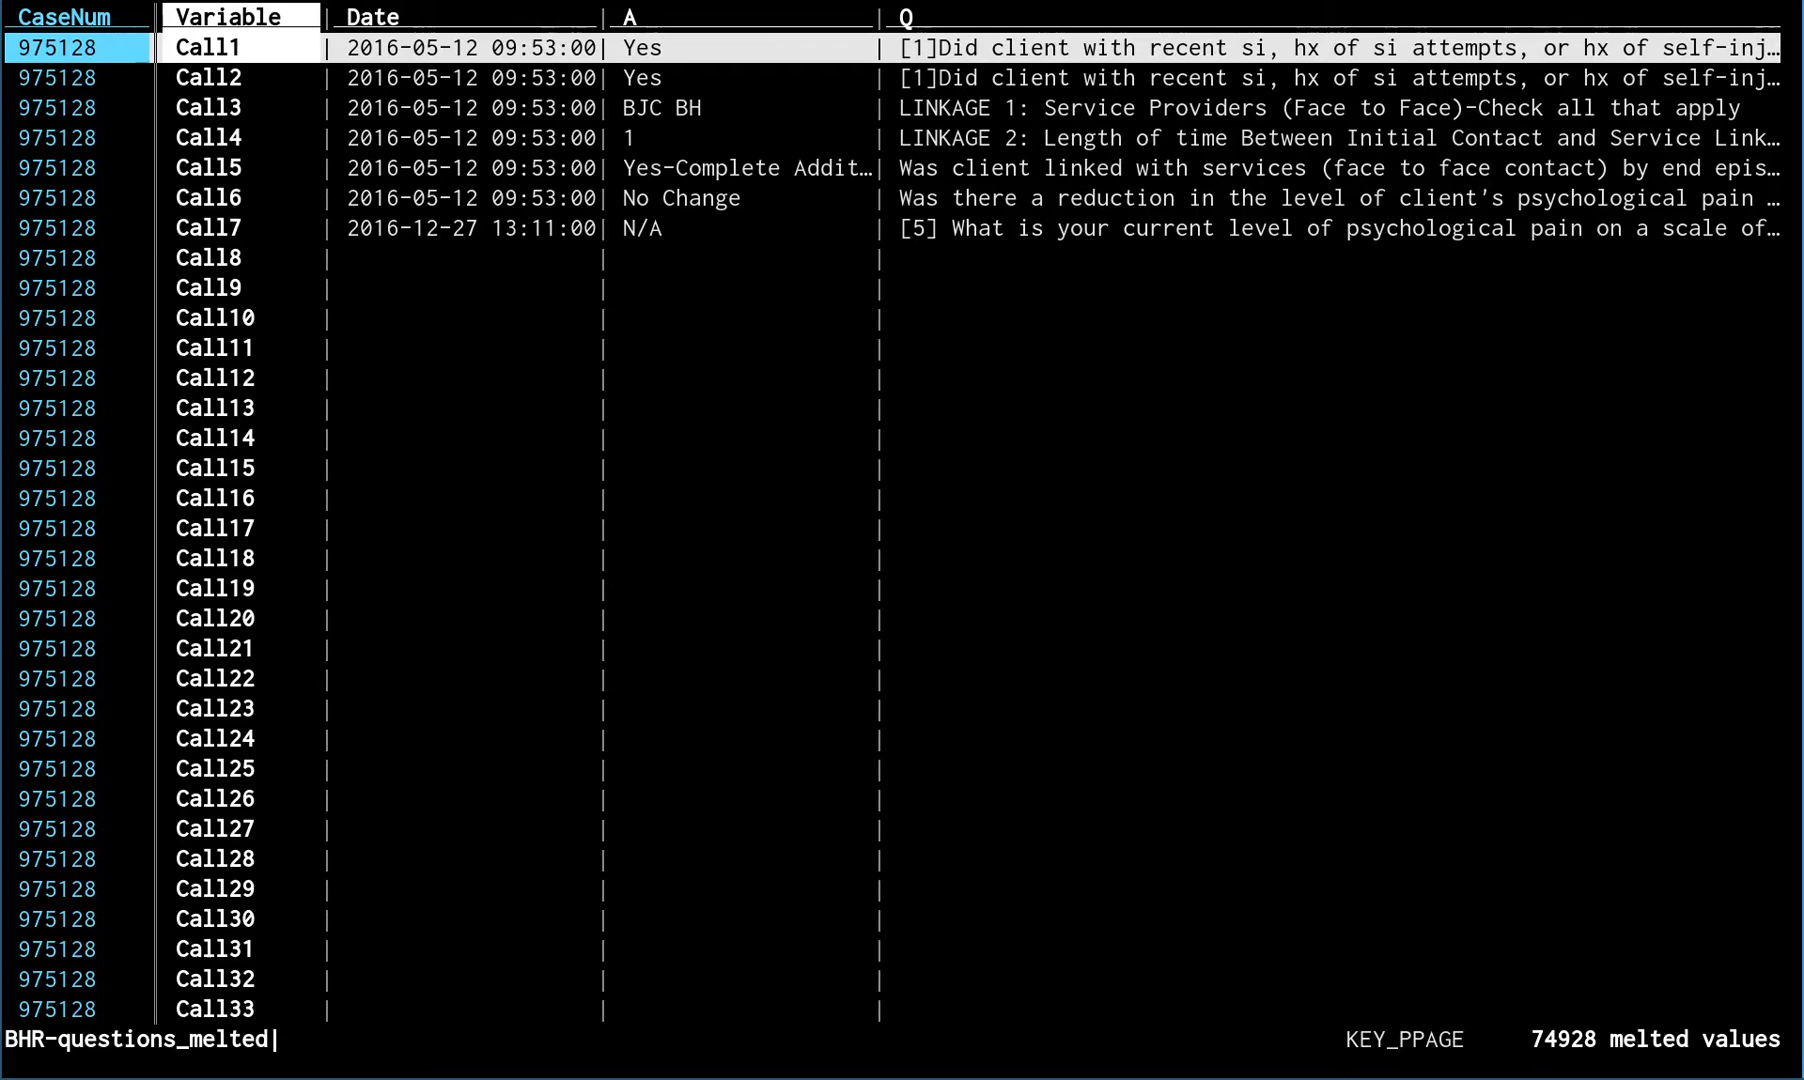 CaseNum Variable | Date | A | Q
975128 Call1 | 2016-05-12 09:53:00| Yes | [1]Did client with recent si, hx of si attempts, or hx of self-inj…
975128 Call2 | 2016-05-12 09:53:00| Yes | [1]Did client with recent si, hx of si attempts, or hx of self-inj…
975128 Call3 | 2016-05-12 09:53:00| BJC BH | LINKAGE 1: Service Providers (Face to Face)-Check all that apply
975128 Call4 | 2016-05-12 09:53:00| 1 | LINKAGE 2: Length of time Between Initial Contact and Service Link…
975128 Call5 | 2016-05-12 09:53:00| Yes-Complete Addit…| Was client linked with services (face to face contact) by end epis…
975128 Call6 | 2016-05-12 09:53:00| No Change | Was there a reduction in the level of client's psychological pain …
975128 Call7 | 2016-12-27 13:11:00| N/A | [5] What is your current level of psychological pain on a scale of…
975128 Call8 | | |
975128 Call9 | | |
975128 Call10 | | |
975128 Call11 | | |
975128 Call12 | | |
975128 Call13 | | |
975128 Call14 | | |
975128 Call15 | | |
975128 Call16 | | |
975128 Call17 | | |
975128 Call18 | | |
975128 Call19 | | |
975128 Call20 | | |
975128 Call21 | | |
975128 Call22 | | |
975128 Call23 | | |
975128 Call24 | | |
975128 Call25 | | |
975128 Call26 | | |
975128 Call27 | | |
975128 Call28 | | |
975128 Call29 | | |
975128 Call30 | | |
975128 Call31 | | |
975128 Call32 | | |
975128 Call33 | | |
BHR-questions_melted| KEY_PPAGE 74928 melted values